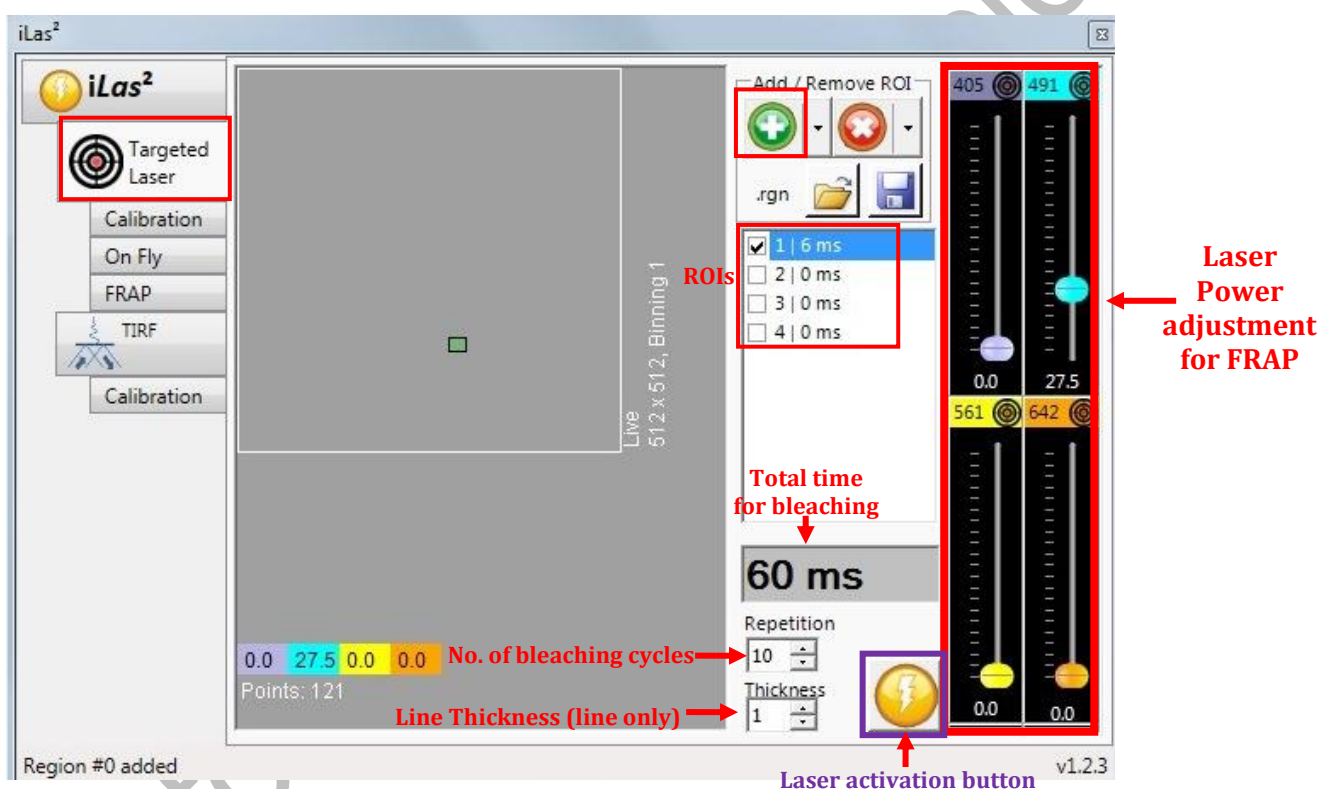 iLas²
iLas²
Targeted
Laser
Calibration
On Fly
FRAP
TIRF
Calibration
Live
512 x 512, Binning 1
0.0 27.5 0.0 0.0
Points: 121
Add / Remove ROI
.rgn
ROIs
1 | 6 ms
2 | 0 ms
3 | 0 ms
4 | 0 ms
Total time
for bleaching
60 ms
Repetition
No. of bleaching cycles
10
Thickness
Line Thickness (line only)
1
405 491
0.0 27.5
561 642
0.0 0.0
Laser
Power
adjustment
for FRAP
Region #0 added
v1.2.3
Laser activation button